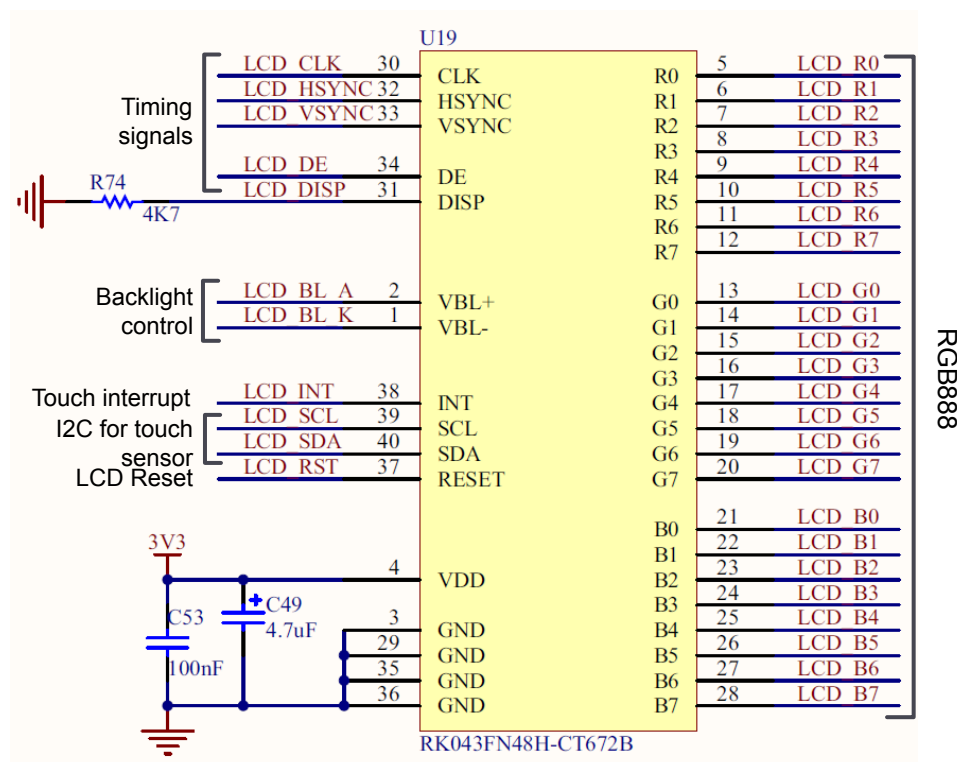 U19
Timing
signals
LCD_CLK 30 CLK
LCD_HSYNC 32 HSYNC
LCD_VSYNC 33 VSYNC
LCD_DE 34 DE
LCD_DISP 31 DISP
R74
4K7
Backlight
control
LCD_BL_A 2 VBL+
LCD_BL_K 1 VBL-
Touch interrupt
I2C for touch
sensor
LCD Reset
LCD_INT 38 INT
LCD_SCL 39 SCL
LCD_SDA 40 SDA
LCD_RST 37 RESET
3V3
4 VDD
C53
100nF
C49
4.7uF
3 GND
29 GND
35 GND
36 GND
R0 5 LCD_R0
R1 6 LCD_R1
R2 7 LCD_R2
R3 8 LCD_R3
R4 9 LCD_R4
R5 10 LCD_R5
R6 11 LCD_R6
R7 12 LCD_R7
G0 13 LCD_G0
G1 14 LCD_G1
G2 15 LCD_G2
G3 16 LCD_G3
G4 17 LCD_G4
G5 18 LCD_G5
G6 19 LCD_G6
G7 20 LCD_G7
B0 21 LCD_B0
B1 22 LCD_B1
B2 23 LCD_B2
B3 24 LCD_B3
B4 25 LCD_B4
B5 26 LCD_B5
B6 27 LCD_B6
B7 28 LCD_B7
RGB888
RK043FN48H-CT672B